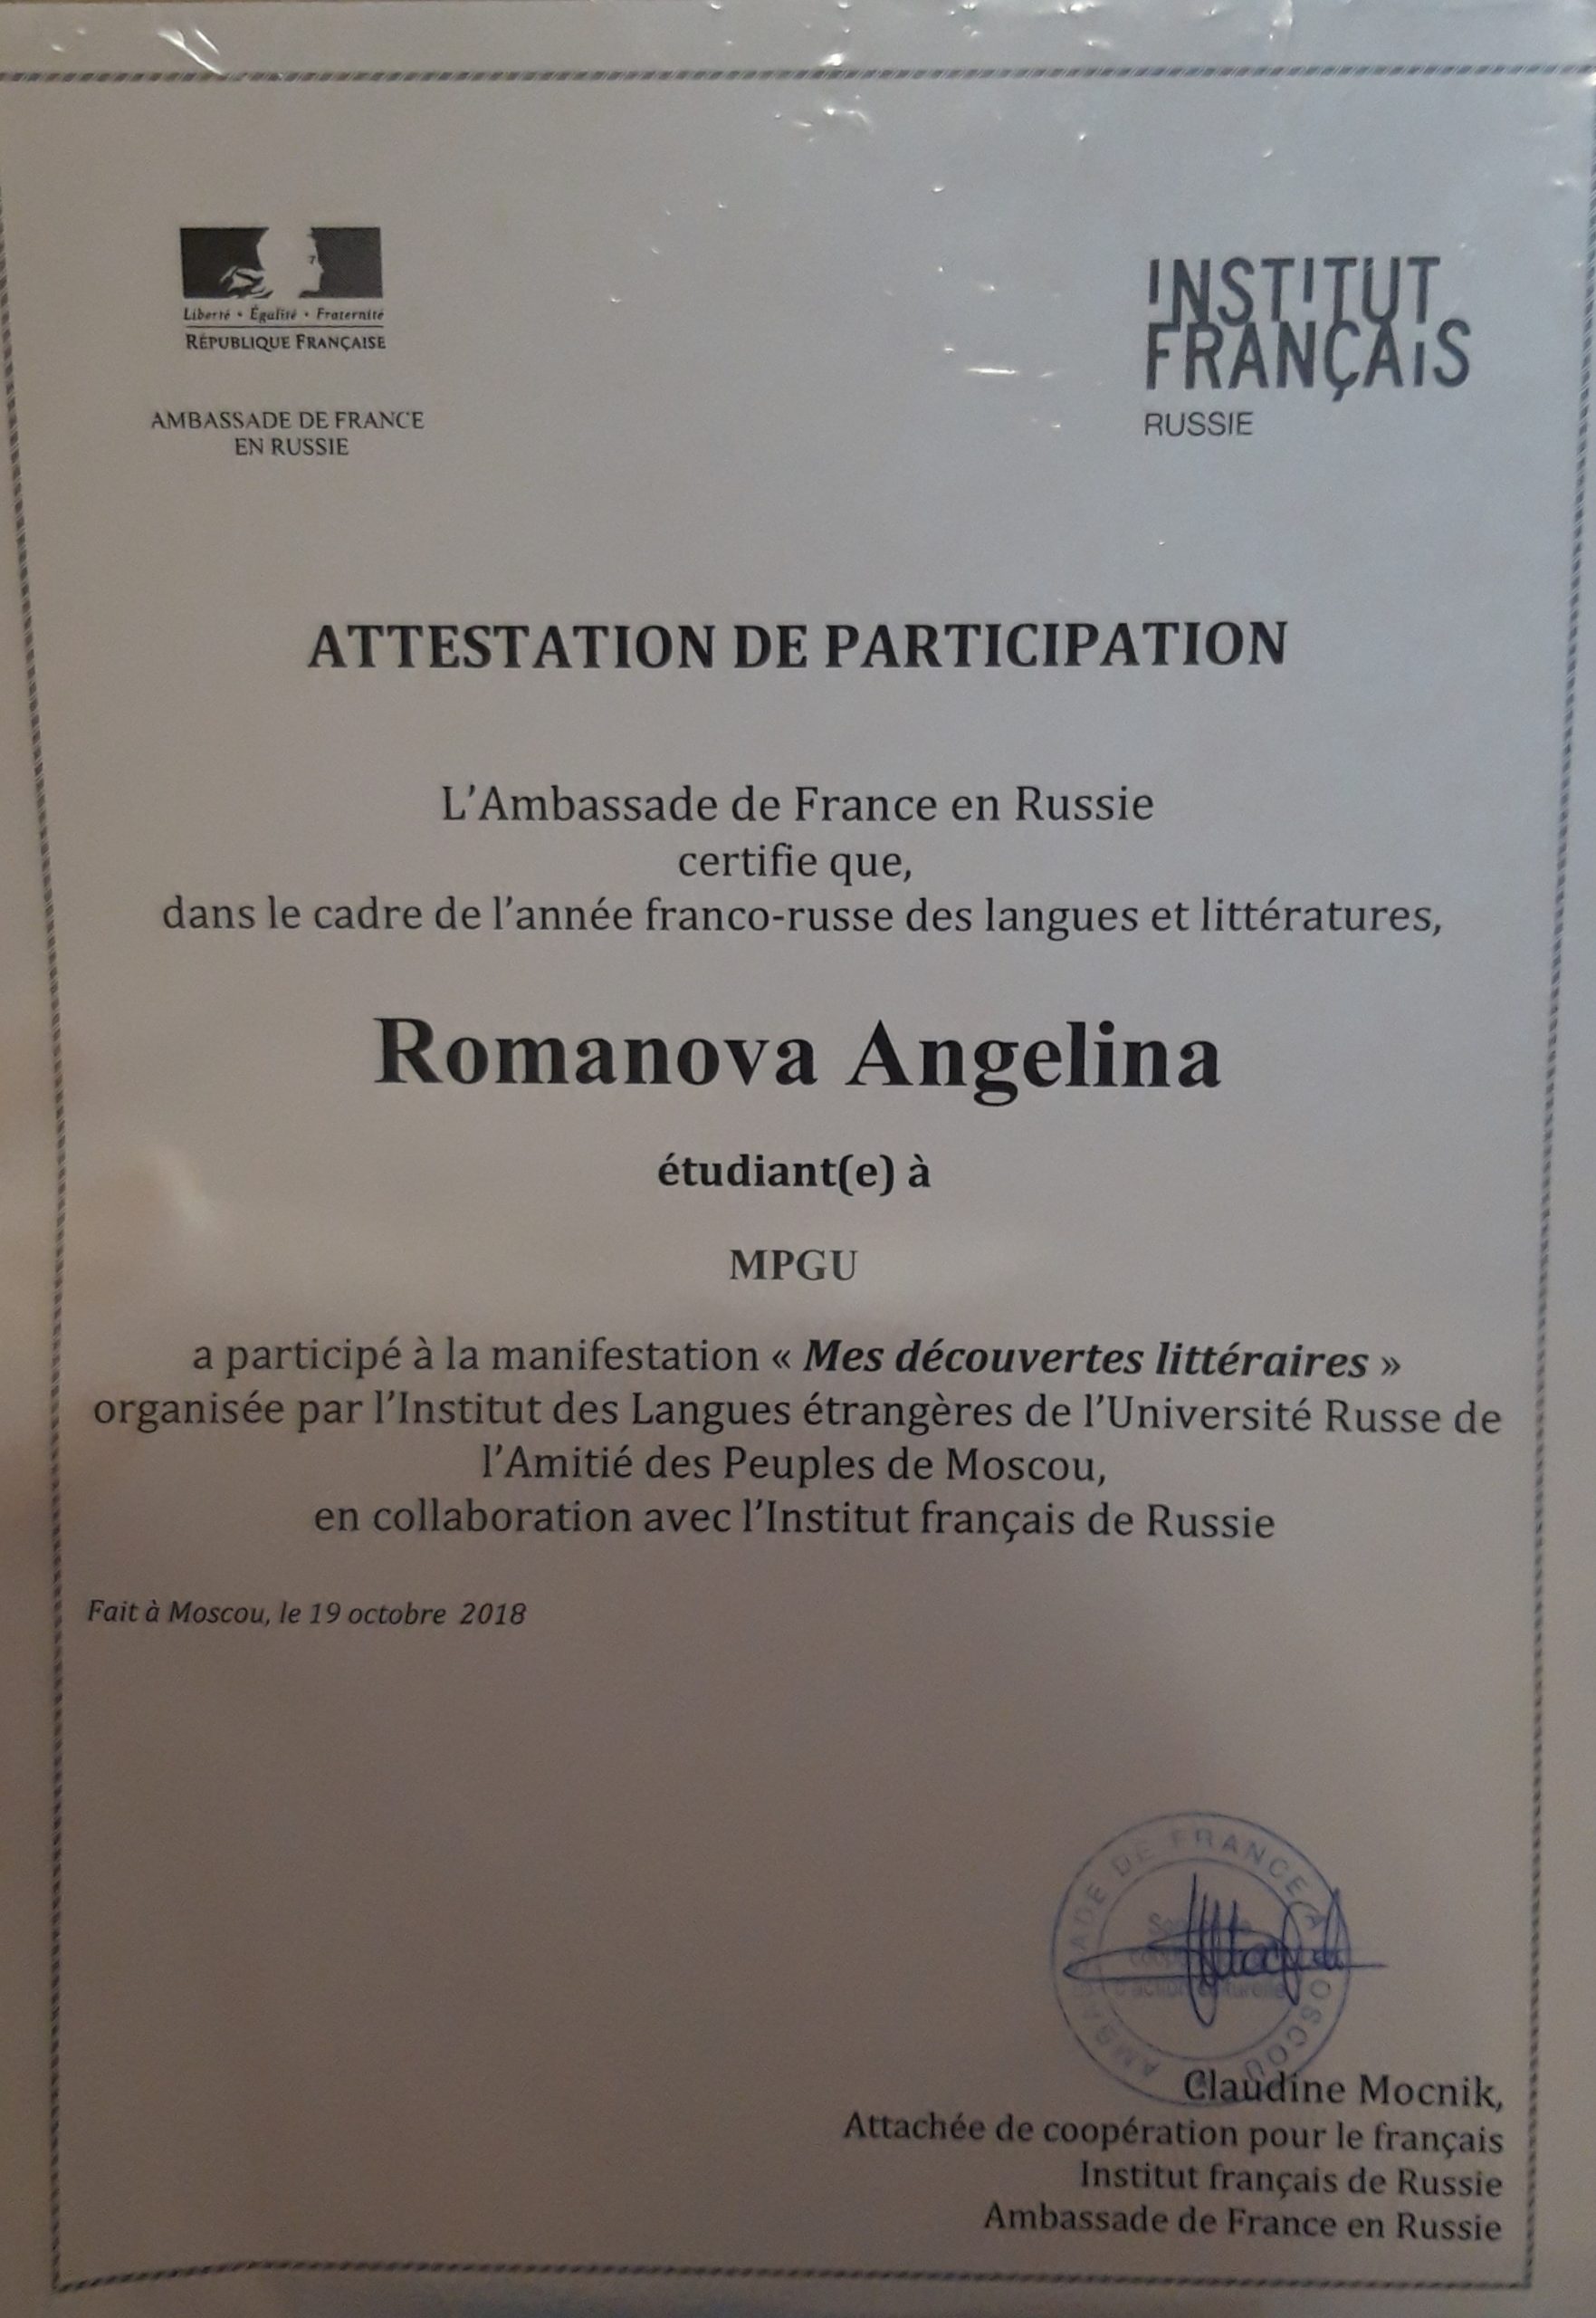 Liberté • Égalité • Fraternité
RÉPUBLIQUE FRANÇAISE
AMBASSADE DE FRANCE
EN RUSSIE
INSTITUT
FRANÇAIS
RUSSIE
ATTESTATION DE PARTICIPATION
L'Ambassade de France en Russie
certifie que,
dans le cadre de l'année franco-russe des langues et littératures,
Romanova Angelina
étudiant(e) à
MPGU
a participé à la manifestation « Mes découvertes littéraires »
organisée par l'Institut des Langues étrangères de l'Université Russe de
l'Amitié des Peuples de Moscou,
en collaboration avec l'Institut français de Russie
Fait à Moscou, le 19 octobre 2018
AMBASSADE DE FRANCE À MOSCOU
Claudine Mocnik,
Attachée de coopération pour le français
Institut français de Russie
Ambassade de France en Russie